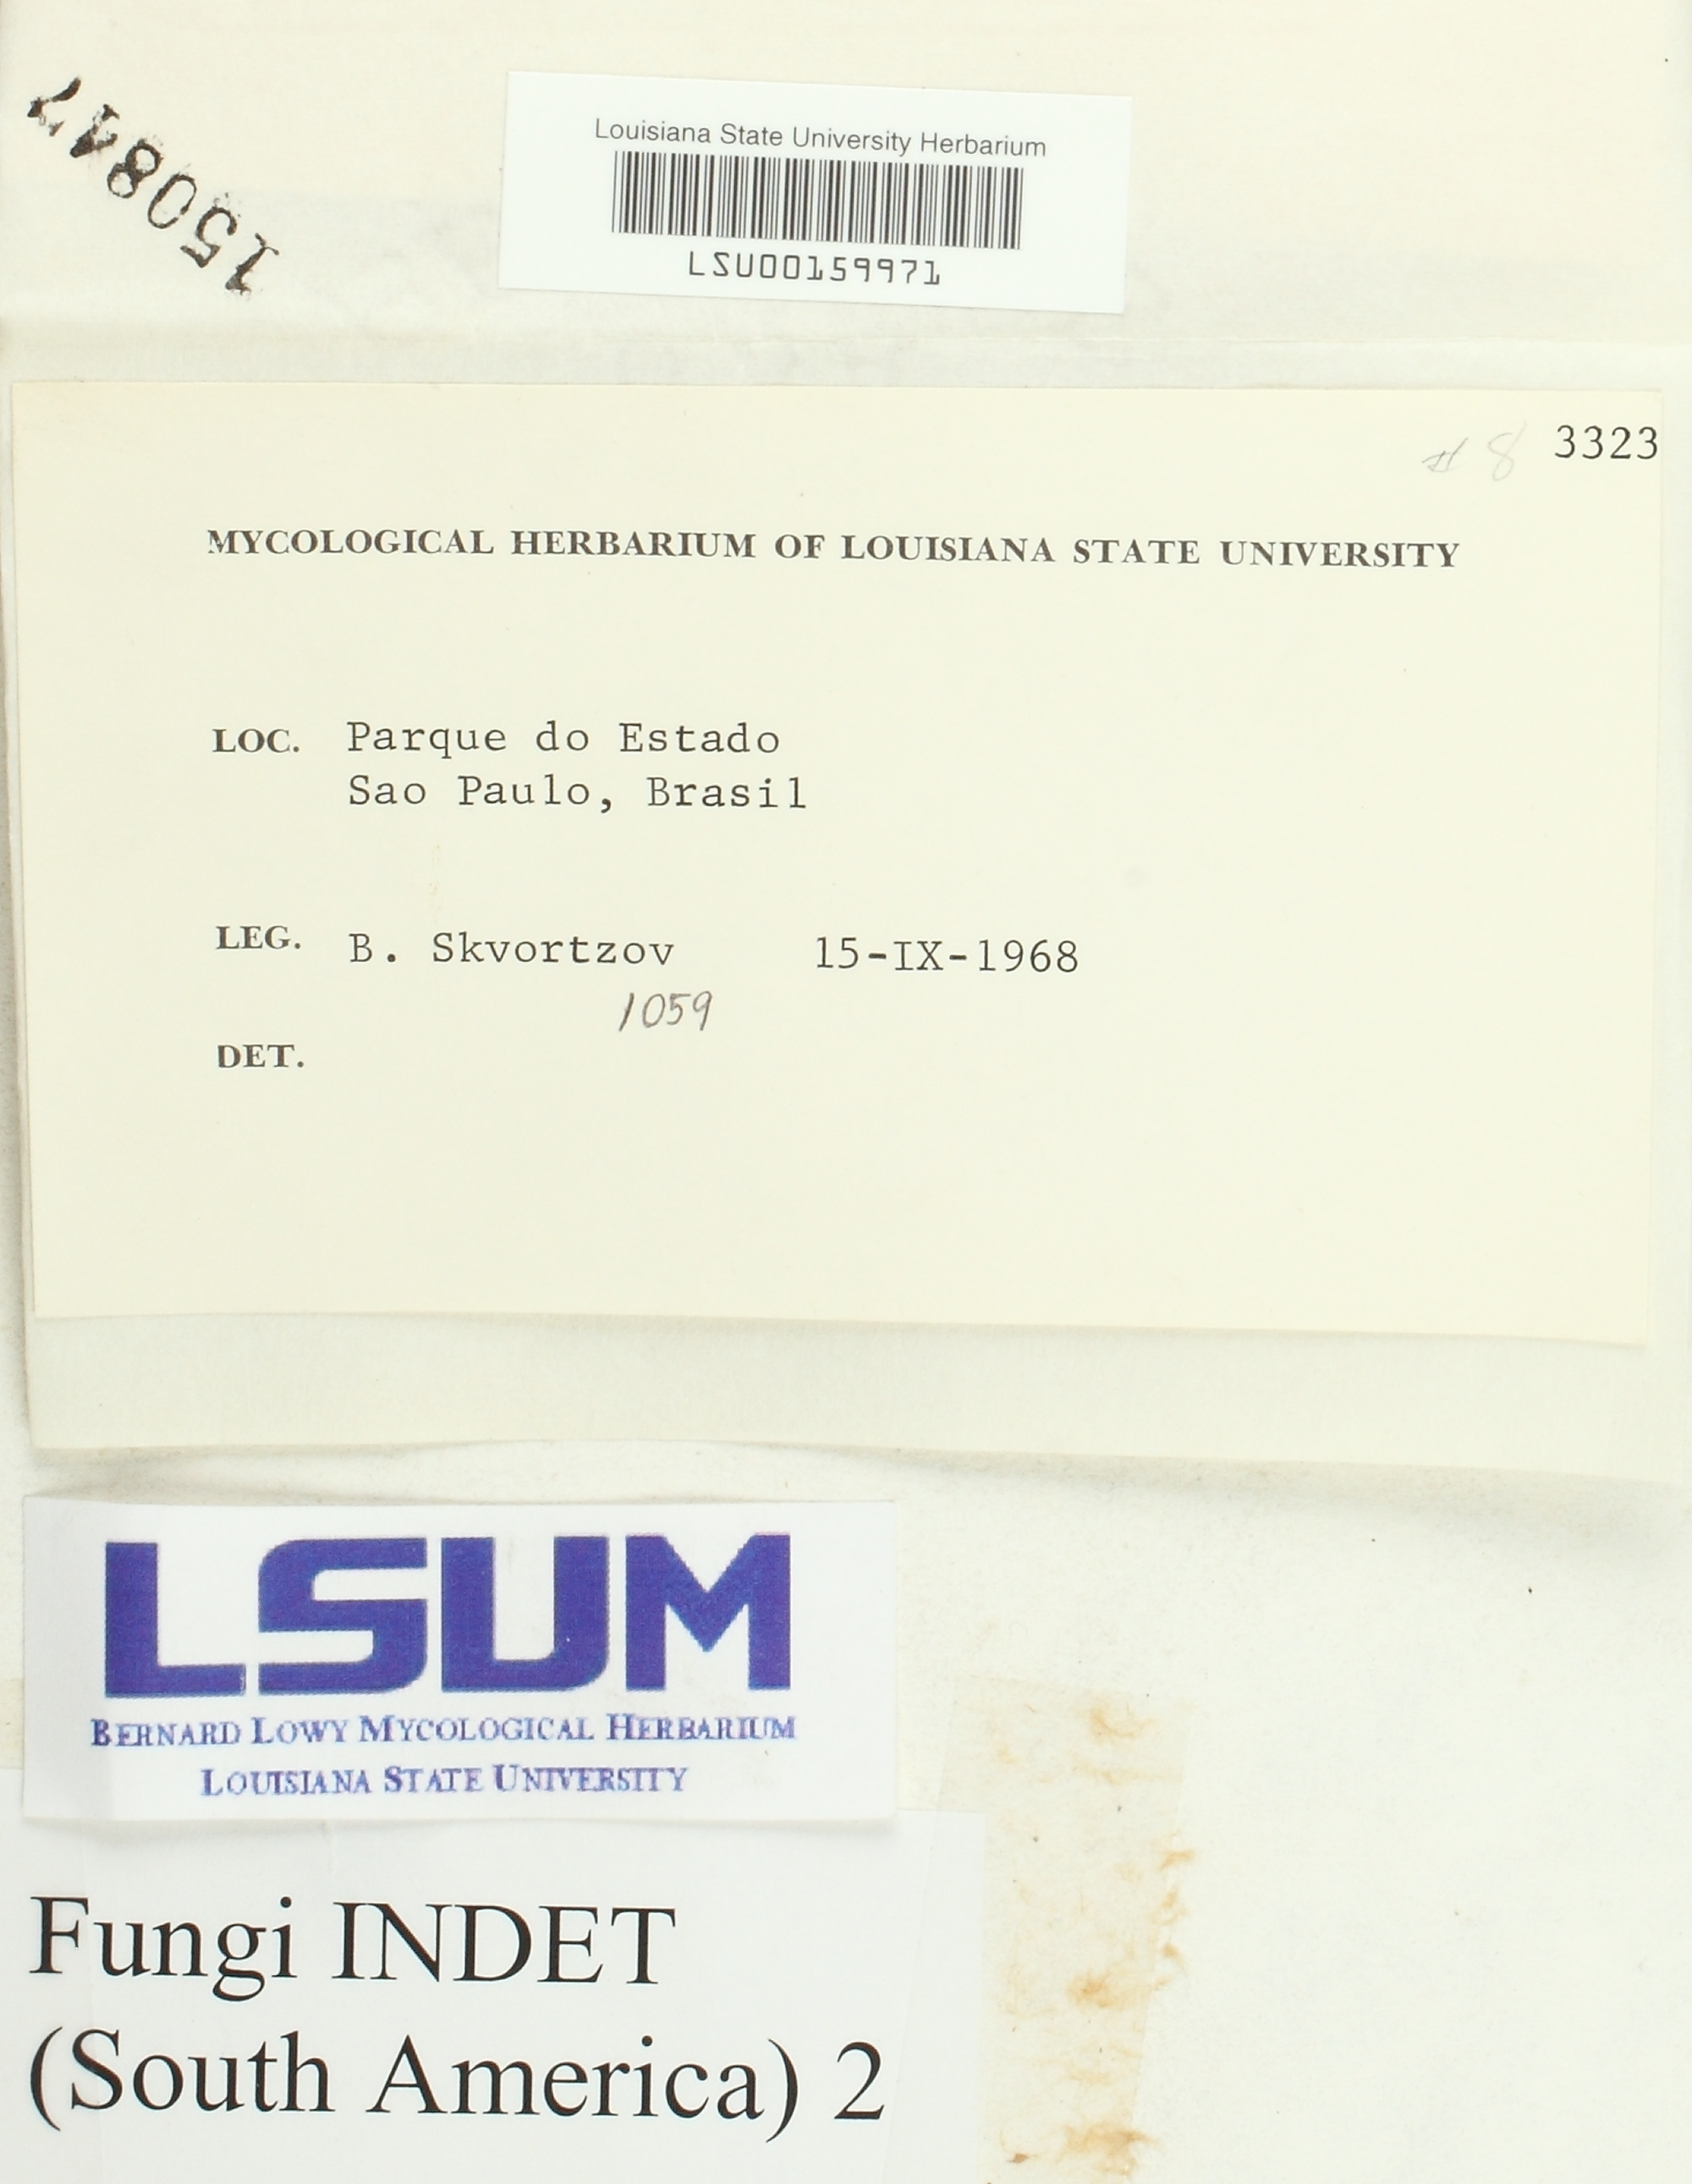 150847
Louisiana State University Herbarium
LSU00159971
# 8 3323
MYCOLOGICAL HERBARIUM OF LOUISIANA STATE UNIVERSITY
LOC. Parque do Estado
Sao Paulo, Brasil
LEG. B. Skvortzov 15-IX-1968
1059
DET.
LSUM
BERNARD LOWY MYCOLOGICAL HERBARIUM
LOUISIANA STATE UNIVERSITY
Fungi INDET
(South America) 2